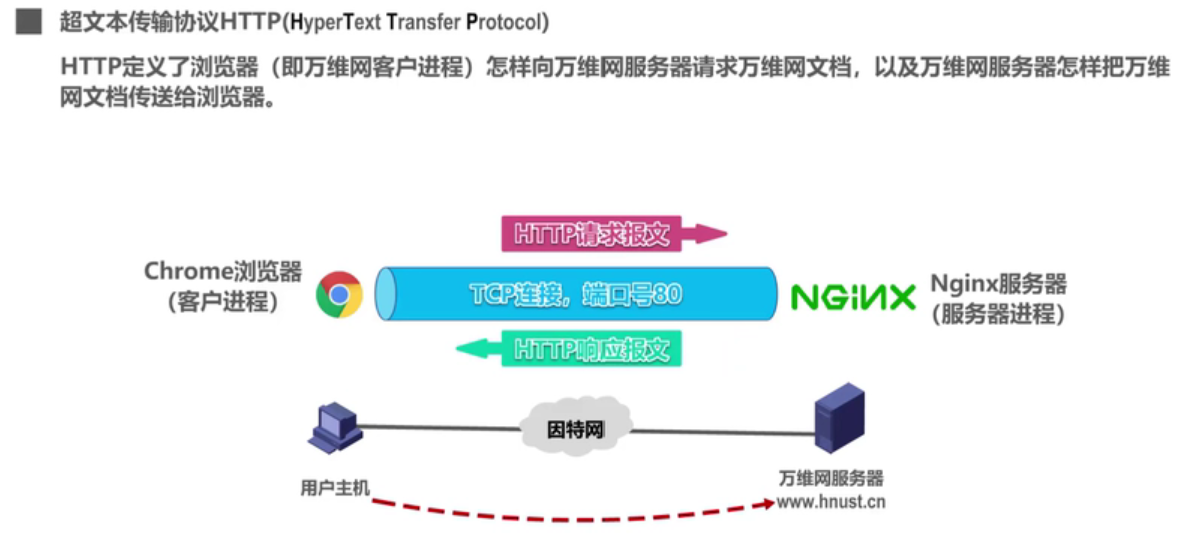 超文本传输协议HTTP(HyperText Transfer Protocol)
HTTP定义了浏览器（即万维网客户进程）怎样向万维网服务器请求万维网文档，以及万维网服务器怎样把万维
网文档传送给浏览器。
HTTP请求报文
Chrome浏览器
（客户进程）
TCP连接，端口号80
NGiNX
Nginx服务器
（服务器进程）
HTTP响应报文
因特网
用户主机
万维网服务器
www.hnust.cn